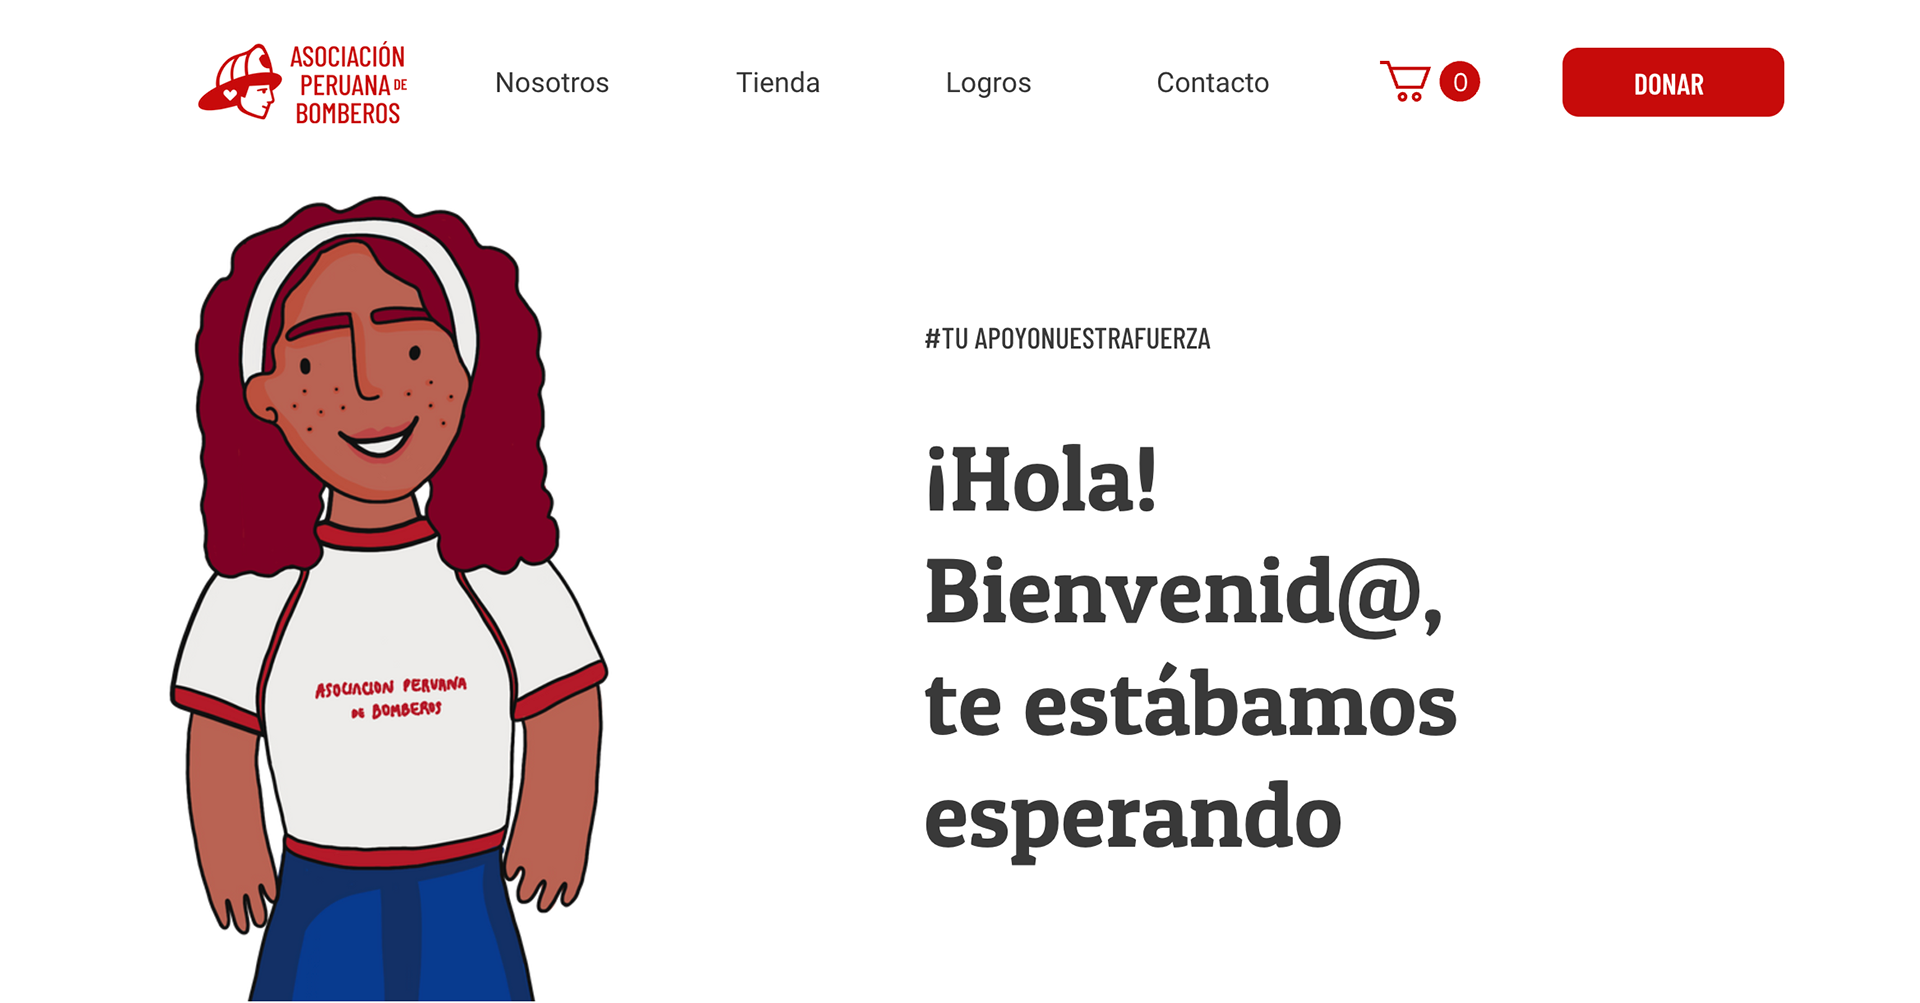 ASOCIACIÓN
PERUANA DE
BOMBEROS
Nosotros
Tienda
Logros
Contacto
0
DONAR
#TU APOYONUESTRAFUERZA
¡Hola!
Bienvenid@,
te estábamos
esperando
ASOCIACION PERUANA
DE BOMBEROS